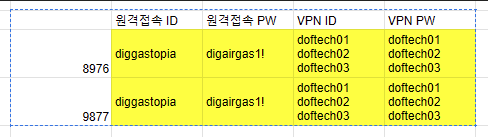 원격접속 ID 원격접속 PW VPN ID VPN PW
8976 diggastopia digairgas1! doftech01 doftech01
doftech02 doftech02
doftech03 doftech03
9877 diggastopia digairgas1! doftech01 doftech01
doftech02 doftech02
doftech03 doftech03